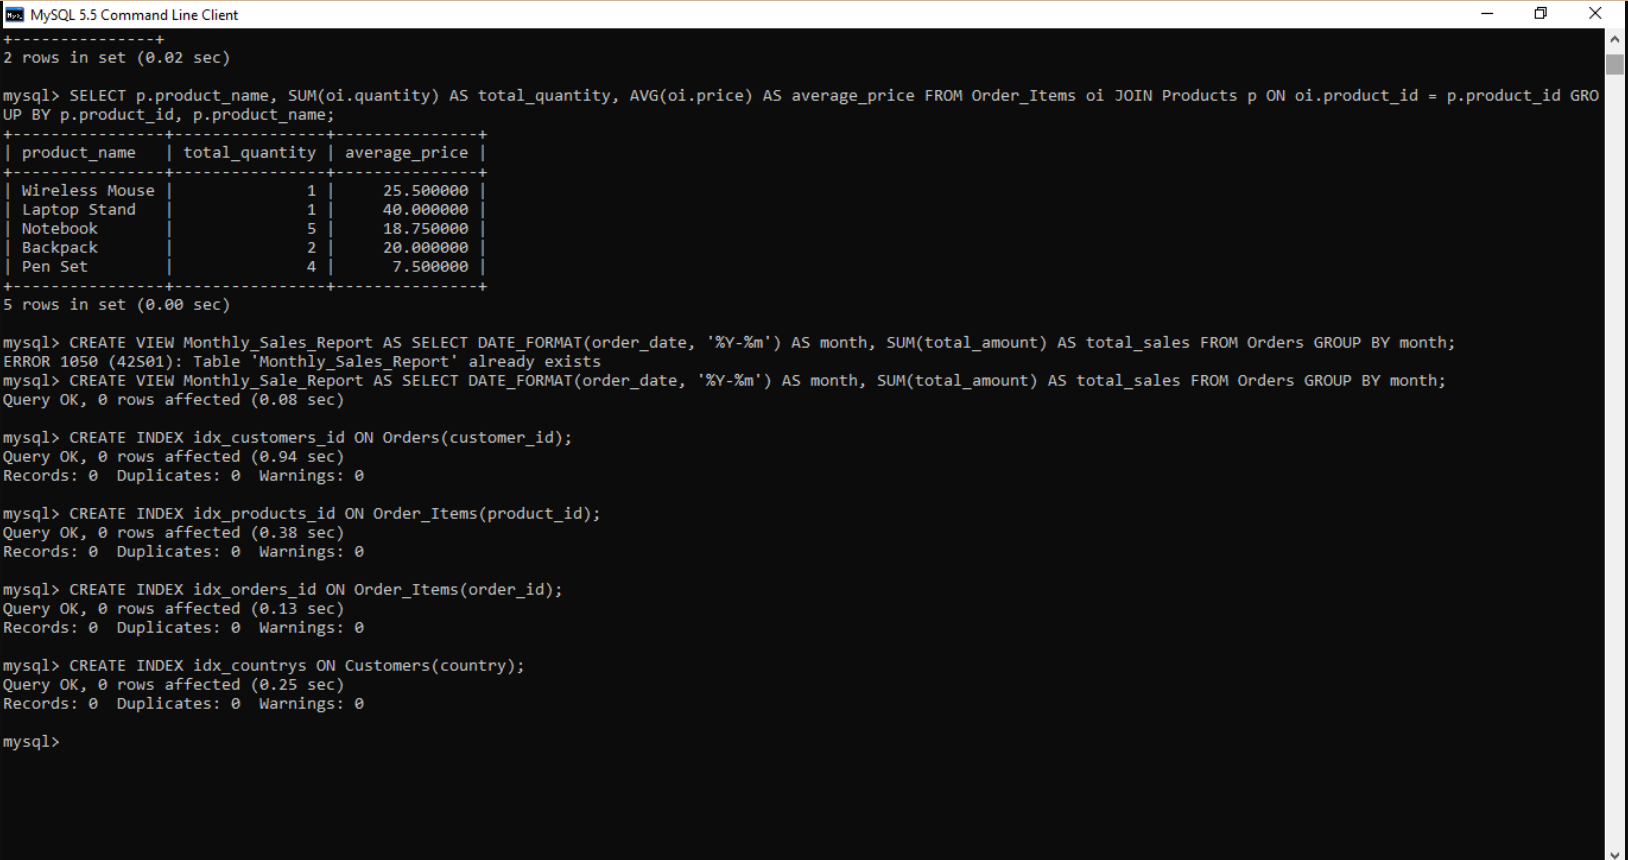 MySQL 5.5 Command Line Client
+---------------+
2 rows in set (0.02 sec)
mysql> SELECT p.product_name, SUM(oi.quantity) AS total_quantity, AVG(oi.price) AS average_price FROM Order_Items oi JOIN Products p ON oi.product_id = p.product_id GRO
UP BY p.product_id, p.product_name;
+----------------+----------------+---------------+
| product_name   | total_quantity | average_price |
+----------------+----------------+---------------+
| Wireless Mouse |              1 |     25.500000 |
| Laptop Stand   |              1 |     40.000000 |
| Notebook       |              5 |     18.750000 |
| Backpack       |              2 |     20.000000 |
| Pen Set        |              4 |      7.500000 |
+----------------+----------------+---------------+
5 rows in set (0.00 sec)
mysql> CREATE VIEW Monthly_Sales_Report AS SELECT DATE_FORMAT(order_date, '%Y-%m') AS month, SUM(total_amount) AS total_sales FROM Orders GROUP BY month;
ERROR 1050 (42S01): Table 'Monthly_Sales_Report' already exists
mysql> CREATE VIEW Monthly_Sale_Report AS SELECT DATE_FORMAT(order_date, '%Y-%m') AS month, SUM(total_amount) AS total_sales FROM Orders GROUP BY month;
Query OK, 0 rows affected (0.08 sec)
mysql> CREATE INDEX idx_customers_id ON Orders(customer_id);
Query OK, 0 rows affected (0.94 sec)
Records: 0  Duplicates: 0  Warnings: 0
mysql> CREATE INDEX idx_products_id ON Order_Items(product_id);
Query OK, 0 rows affected (0.38 sec)
Records: 0  Duplicates: 0  Warnings: 0
mysql> CREATE INDEX idx_orders_id ON Order_Items(order_id);
Query OK, 0 rows affected (0.13 sec)
Records: 0  Duplicates: 0  Warnings: 0
mysql> CREATE INDEX idx_countrys ON Customers(country);
Query OK, 0 rows affected (0.25 sec)
Records: 0  Duplicates: 0  Warnings: 0
mysql>